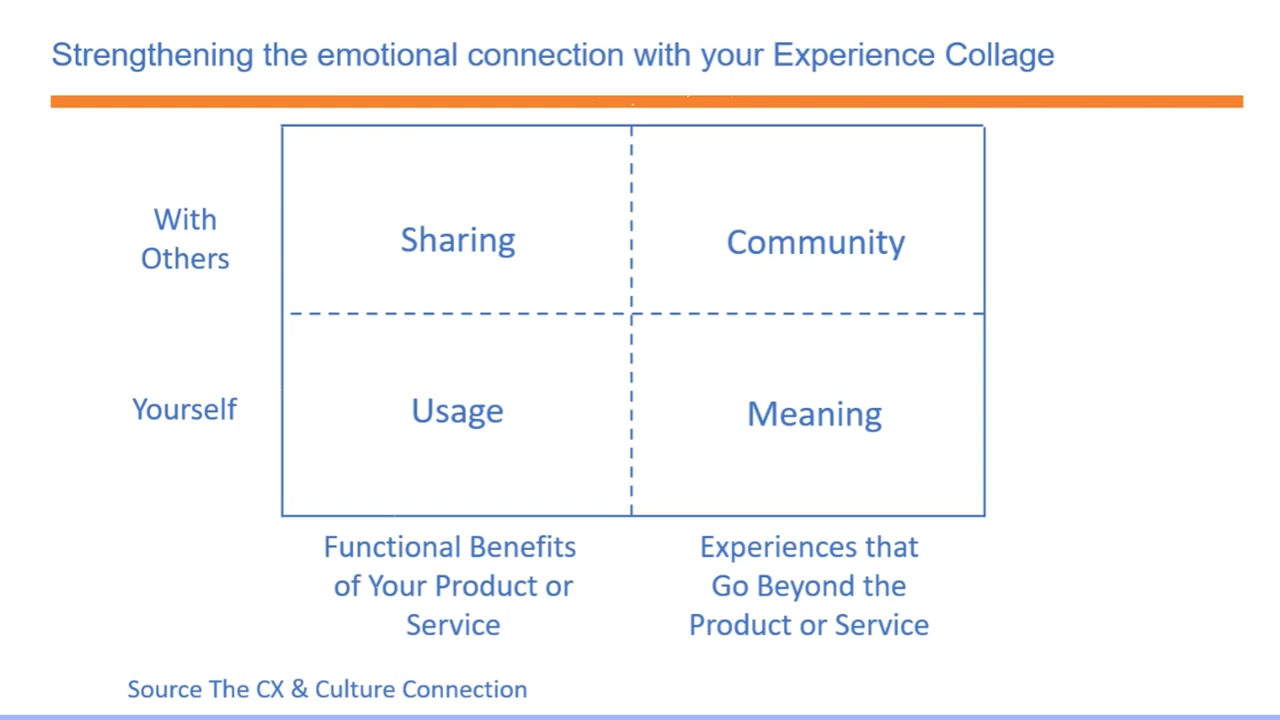 Strengthening the emotional connection with your Experience Collage
With
Others
Sharing
Community
Yourself
Usage
Meaning
Functional Benefits
of Your Product or
Service
Experiences that
Go Beyond the
Product or Service
Source The CX & Culture Connection